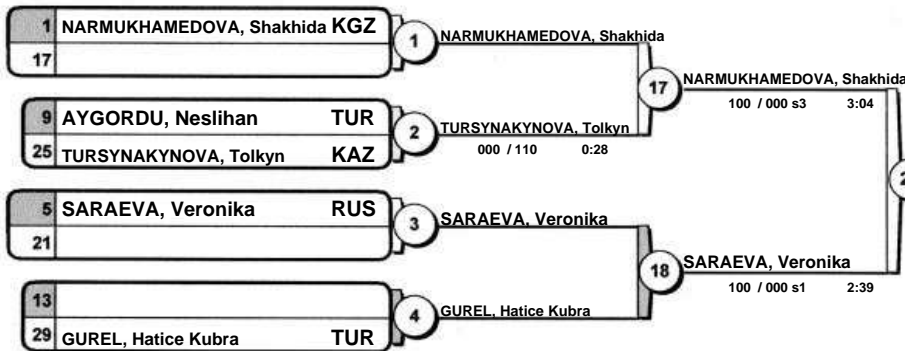 1 NARMUKHAMEDOVA, Shakhida KGZ
17
1
NARMUKHAMEDOVA, Shakhida
9 AYGORDU, Neslihan TUR
25 TURSYNAKYNOVA, Tolkyn KAZ
2
TURSYNAKYNOVA, Tolkyn
000 / 110 0:28
17
NARMUKHAMEDOVA, Shakhida
100 / 000 s3 3:04
5 SARAEVA, Veronika RUS
21
3
SARAEVA, Veronika
13
29 GUREL, Hatice Kubra TUR
4
GUREL, Hatice Kubra
18
SARAEVA, Veronika
100 / 000 s1 2:39